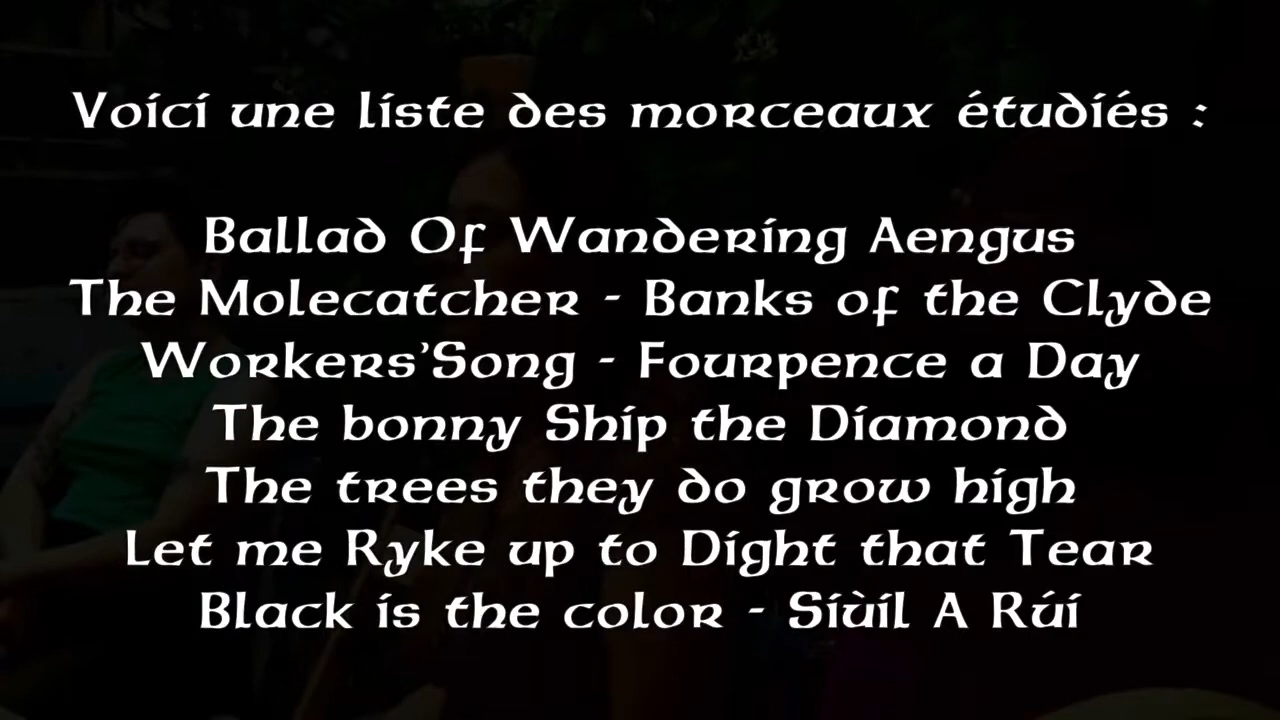 Voici une liste des morceaux étudiés :
Ballad Of Wandering Aengus
The Molecatcher - Banks of the Clyde
Workers'Song - Fourpence a Day
The bonny Ship the Diamond
The trees they do grow high
Let me Ryke up to Dight that Tear
Black is the color - Siùil A Rúi